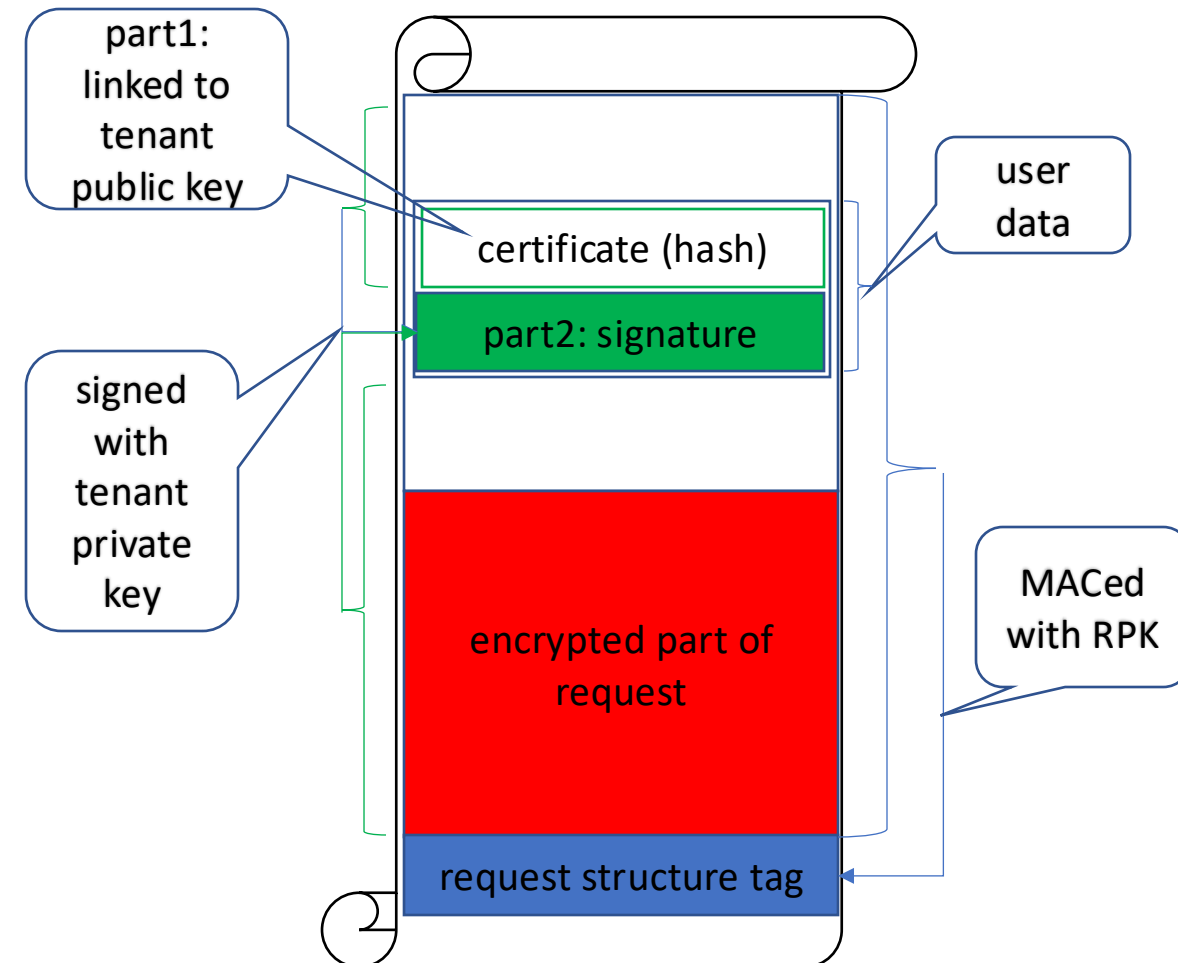 part1:
linked to
tenant
public key
certificate (hash)
user
data
part2: signature
signed
with
tenant
private
key
encrypted part of
request
MACed
with RPK
request structure tag